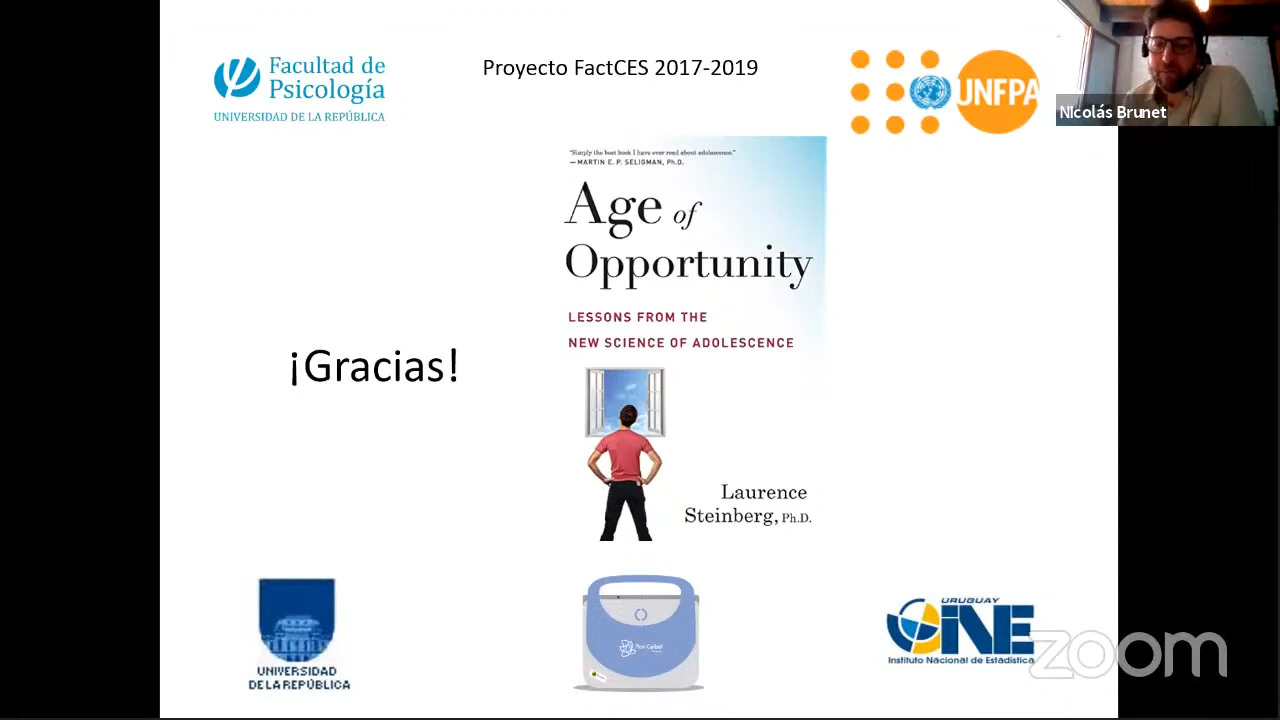 Facultad de
Psicología
UNIVERSIDAD DE LA REPÚBLICA
Proyecto FactCES 2017-2019
UNFPA
NIcolás Brunet
"Simply the best book I have ever read about adolescence."
—MARTIN E. P. SELIGMAN, Ph.D.
Age of
Opportunity
LESSONS FROM THE
NEW SCIENCE OF ADOLESCENCE
¡Gracias!
Laurence
Steinberg, Ph.D.
UNIVERSIDAD
DE LA REPÚBLICA
Plan Ceibal
URUGUAY
INE
Instituto Nacional de Estadística
zoom